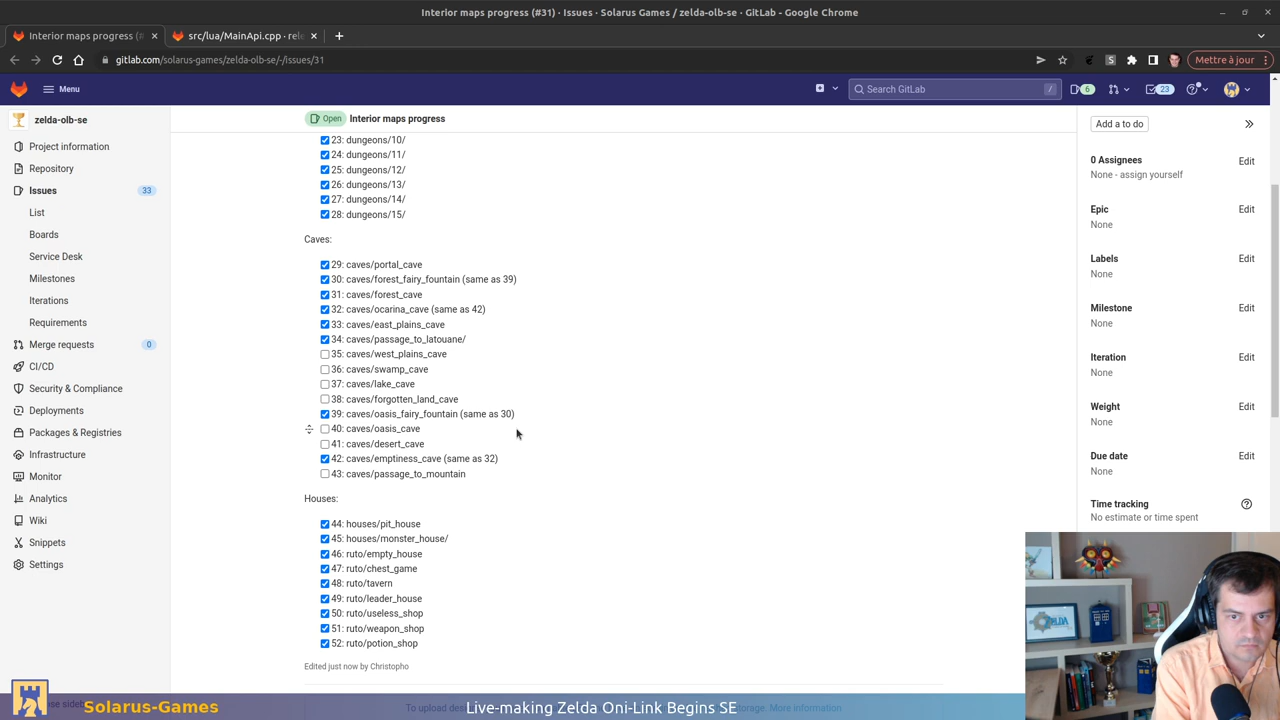 Interior maps progress (#31) · Issues · Solarus Games / zelda-olb-se · GitLab - Google Chrome
Interior maps progress (#
src/lua/MainApi.cpp · rele
gitlab.com/solarus-games/zelda-olb-se/-/issues/31
Mettre à jour
Menu
Search GitLab
/
6
23
zelda-olb-se
Project information
Repository
Issues
33
List
Boards
Service Desk
Milestones
Iterations
Requirements
Merge requests
0
CI/CD
Security & Compliance
Deployments
Packages & Registries
Infrastructure
Monitor
Analytics
Wiki
Snippets
Settings
Open
Interior maps progress
23: dungeons/10/
24: dungeons/11/
25: dungeons/12/
26: dungeons/13/
27: dungeons/14/
28: dungeons/15/
Caves:
29: caves/portal_cave
30: caves/forest_fairy_fountain (same as 39)
31: caves/forest_cave
32: caves/ocarina_cave (same as 42)
33: caves/east_plains_cave
34: caves/passage_to_latouane/
35: caves/west_plains_cave
36: caves/swamp_cave
37: caves/lake_cave
38: caves/forgotten_land_cave
39: caves/oasis_fairy_fountain (same as 30)
40: caves/oasis_cave
41: caves/desert_cave
42: caves/emptiness_cave (same as 32)
43: caves/passage_to_mountain
Houses:
44: houses/pit_house
45: houses/monster_house/
46: ruto/empty_house
47: ruto/chest_game
48: ruto/tavern
49: ruto/leader_house
50: ruto/useless_shop
51: ruto/weapon_shop
52: ruto/potion_shop
Edited just now by Christopho
Add a to do
0 Assignees
Edit
None - assign yourself
Epic
Edit
None
Labels
Edit
None
Milestone
Edit
None
Iteration
Edit
None
Weight
Edit
None
Due date
Edit
None
Time tracking
No estimate or time spent
Solarus-Games
Live-making Zelda Oni-Link Begins SE